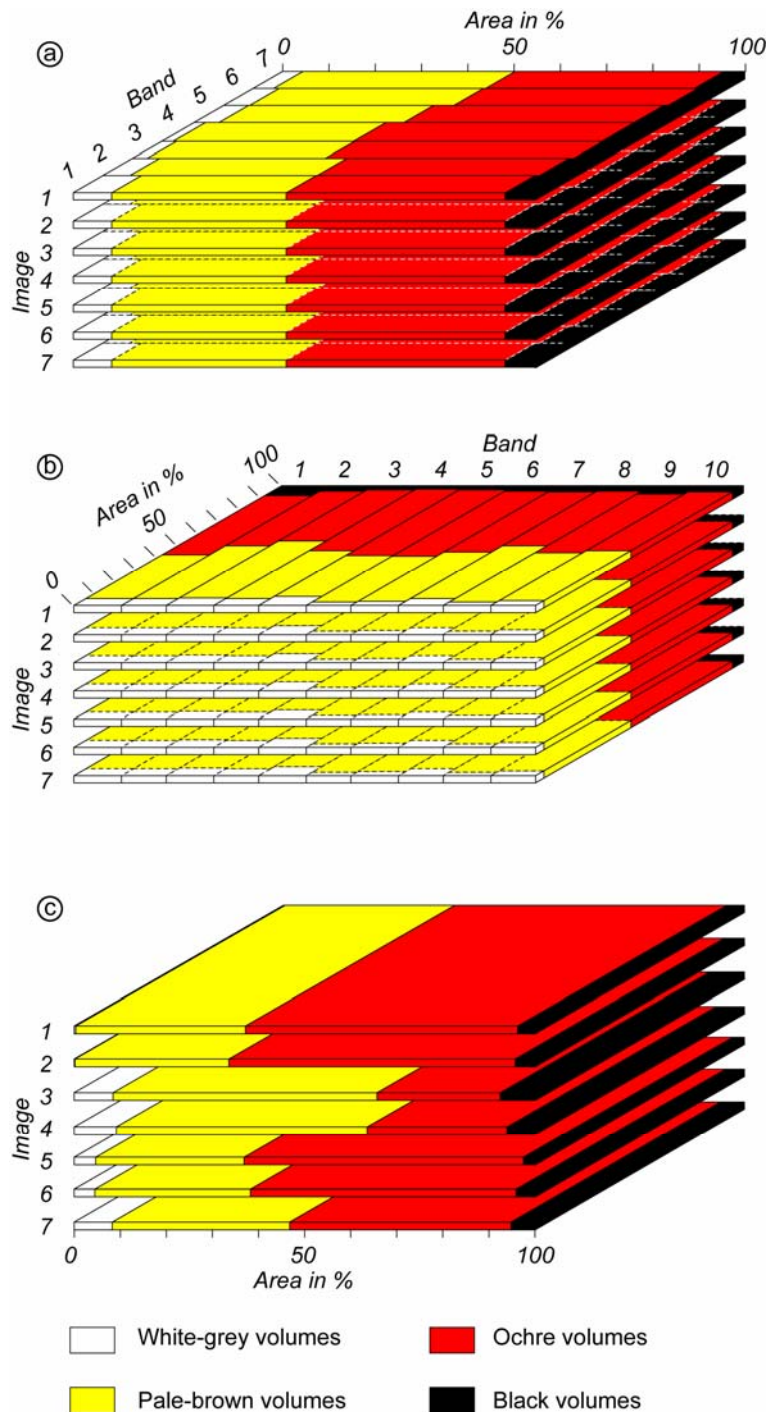 Area in %
a
0 50 100
Band
1 2 3 4 5 6 7
Image
1
2
3
4
5
6
7
b
Area in %
0 50 100
Band
1 2 3 4 5 6 7 8 9 10
Image
1
2
3
4
5
6
7
c
Image
1
2
3
4
5
6
7
0 50 100
Area in %
White-grey volumes
Ochre volumes
Pale-brown volumes
Black volumes